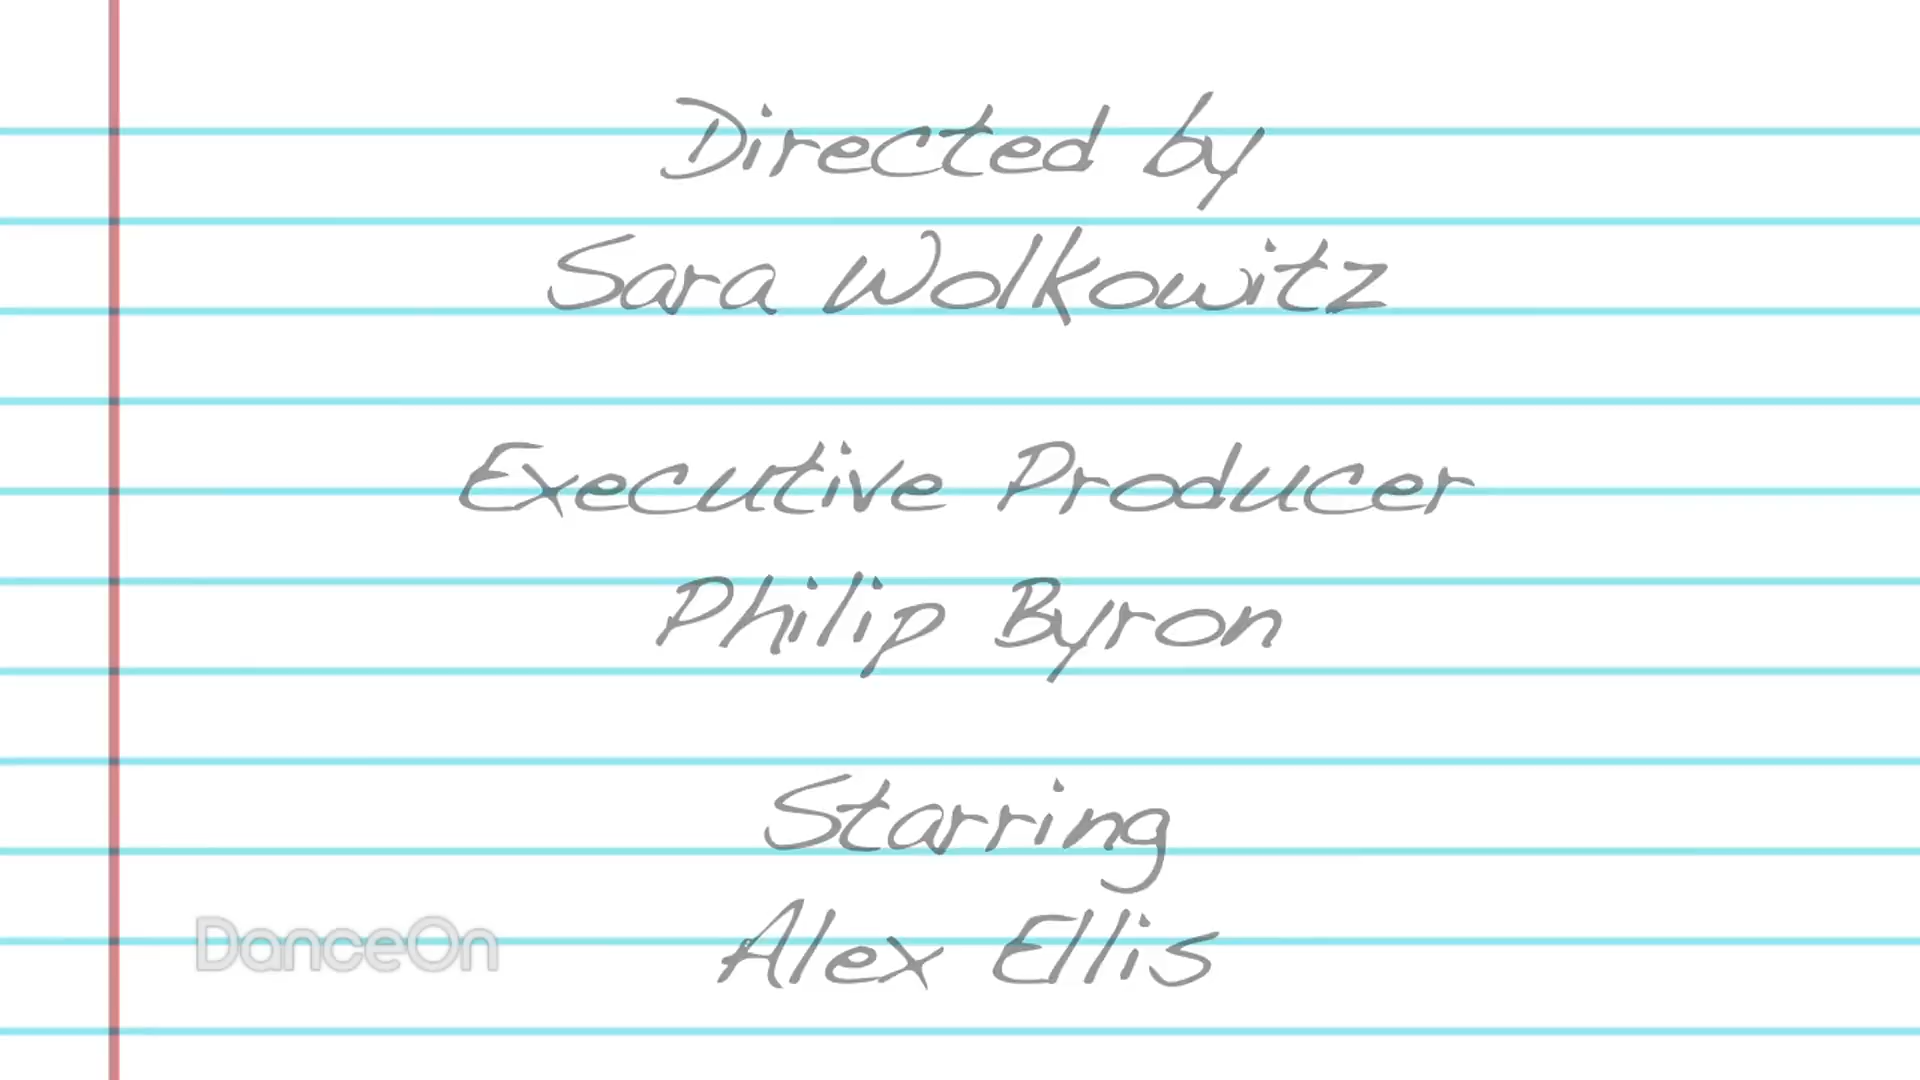 Directed by
Sara Wolkowitz
Executive Producer
Philip Byron
Starring
Alex Ellis
DanceOn